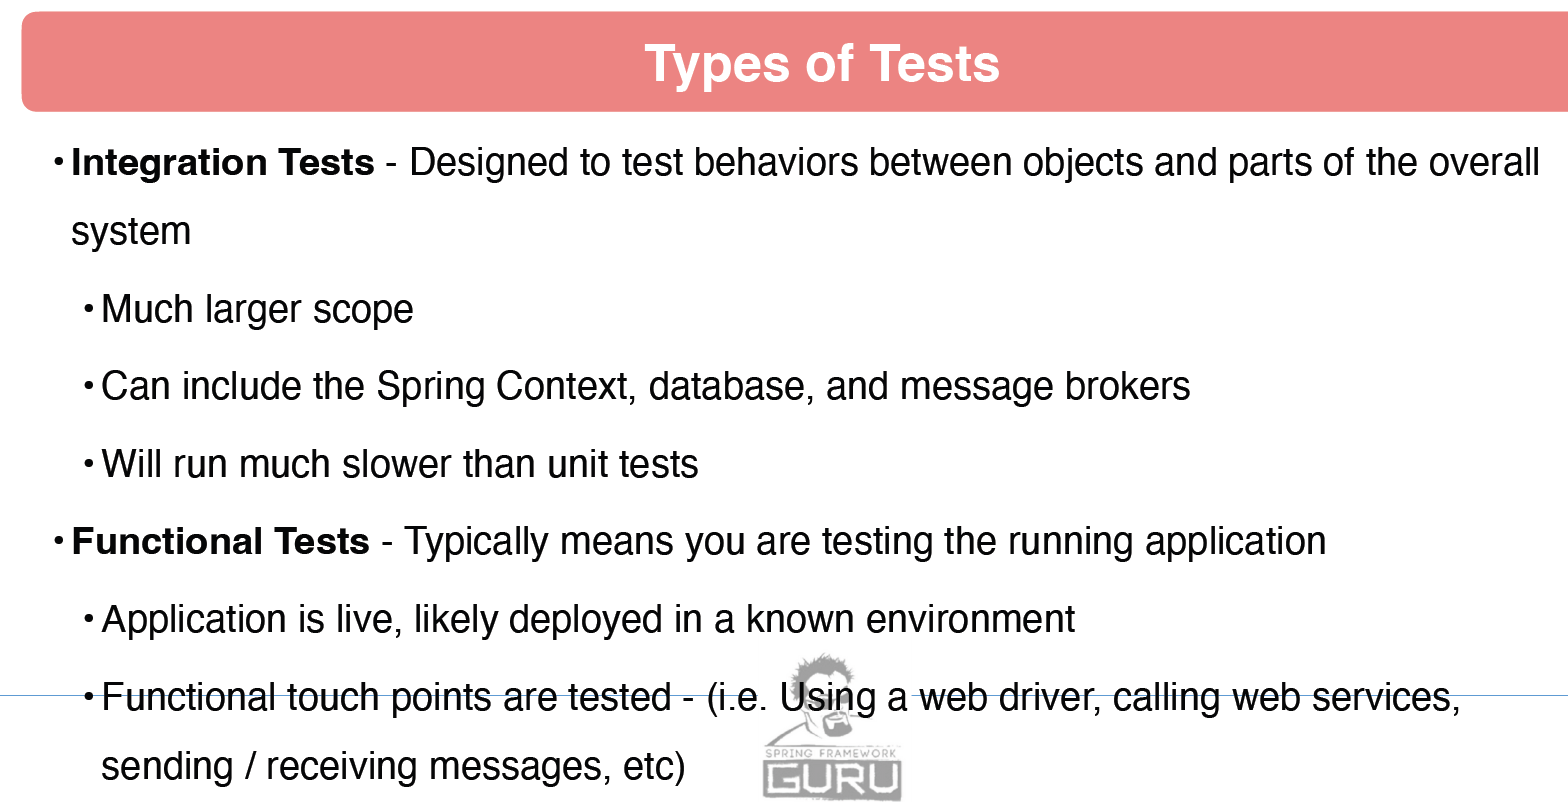 Types of Tests
•Integration Tests - Designed to test behaviors between objects and parts of the overall
system
•Much larger scope
•Can include the Spring Context, database, and message brokers
•Will run much slower than unit tests
•Functional Tests - Typically means you are testing the running application
•Application is live, likely deployed in a known environment
•Functional touch points are tested - (i.e. Using a web driver, calling web services,
sending / receiving messages, etc)
SPRING FRAMEWORK
GURU